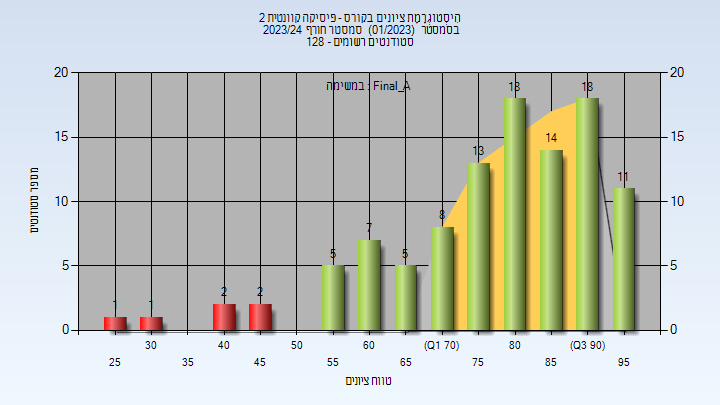 היסטוגרמת ציונים בקורס - פיסיקה קוונטית 2
בסמסטר (01/2023) סמסטר חורף 2023/24
סטודנטים רשומים - 128
במשימה : Final_A
מספר סטודנטים
20 20
15 15
10 10
5 5
0 0
1 1 2 2 5 7 5 8 13 18 14 18 11
30 40 50 60 (Q1 70) 80 (Q3 90)
25 35 45 55 65 75 85 95
טווח ציונים